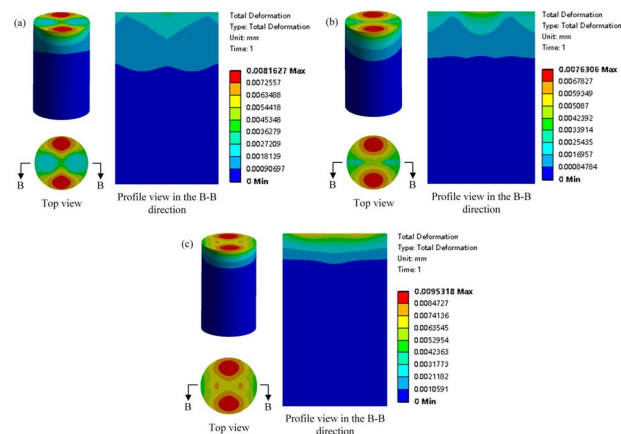 (a)
Total Deformation
Type: Total Deformation
Unit: mm
Time: 1
0.0081627 Max
0.0072557
0.0063488
0.0054418
0.0045348
0.0036279
0.0027209
0.0018139
0.00090697
0 Min
B
B
Top view
Profile view in the B-B
direction
(b)
Total Deformation
Type: Total Deformation
Unit: mm
Time: 1
0.0076306 Max
0.0067827
0.0059349
0.005087
0.0042392
0.0033914
0.0025435
0.0016957
0.00084784
0 Min
B
B
Top view
Profile view in the B-B
direction
(c)
Total Deformation
Type: Total Deformation
Unit: mm
Time: 1
0.0095318 Max
0.0084727
0.0074136
0.0063545
0.0052954
0.0042363
0.0031773
0.0021182
0.0010591
0 Min
B
B
Top view
Profile view in the B-B
direction